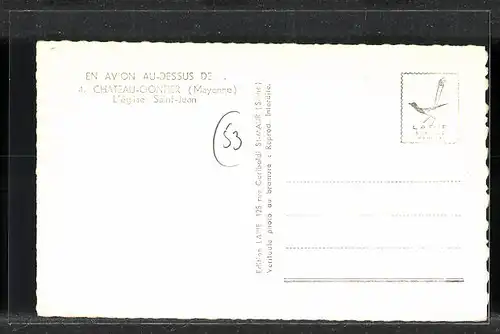 EN AVION AU-DESSUS DE...
4. CHATEAU-GONTIER (Mayenne)
L'église Saint-Jean
53
Edition LAPIE, 125 rue Garibaldi St-MAUR (Seine)
Véritable photo au bromure : Reprod. Interdite.
LAPIE